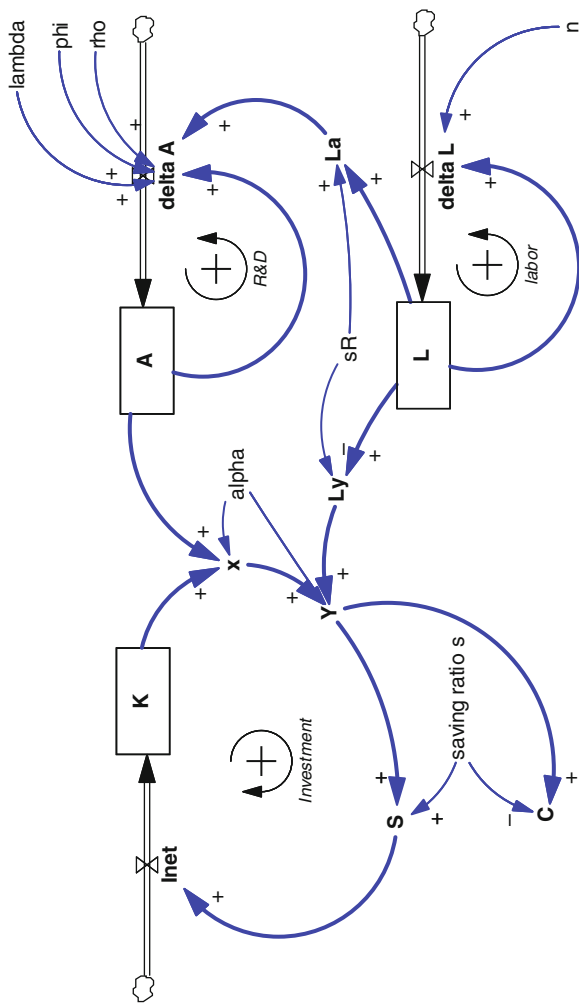 lambda
phi
rho
+
+
+
delta A
+
+
A
+
R&D
La
+
+
n
+
delta L
+
+
labor
L
sR
Ly
–
+
alpha
+
x
+
+
Y
+
K
+
Investment
saving ratio s
+
S
+
–
C
+
Inet
+